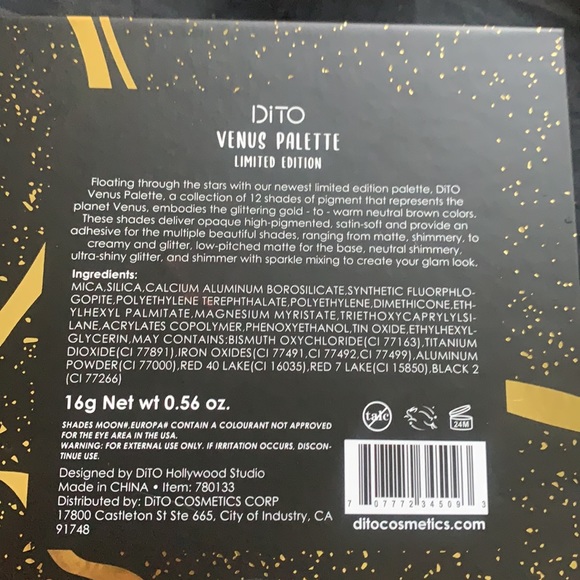 DiTO
VENUS PALETTE
LIMITED EDITION
Floating through the stars with our newest limited edition palette, DiTO
Venus Palette, a collection of 12 shades of pigment that represents the
planet Venus, embodies the glittering gold - to - warm neutral brown colors.
These shades deliver opaque high-pigmented, satin-soft and provide an
adhesive for the multiple beautiful shades, ranging from matte, shimmery, to
creamy and glitter, low-pitched matte for the base, neutral shimmery,
ultra-shiny glitter, and shimmer with sparkle mixing to create your glam look.
Ingredients:
MICA,SILICA,CALCIUM ALUMINUM BOROSILICATE,SYNTHETIC FLUORPHLO-
GOPITE,POLYETHYLENE TEREPHTHALATE,POLYETHYLENE,DIMETHICONE,ETH-
YLHEXYL PALMITATE,MAGNESIUM MYRISTATE,TRIETHOXYCAPRYLYLSI-
LANE,ACRYLATES COPOLYMER,PHENOXYETHANOL,TIN OXIDE,ETHYLHEXYL-
GLYCERIN,MAY CONTAINS:BISMUTH OXYCHLORIDE(CI 77163),TITANIUM
DIOXIDE(CI 77891),IRON OXIDES(CI 77491,CI 77492,CI 77499),ALUMINUM
POWDER(CI 77000),RED 40 LAKE(CI 16035),RED 7 LAKE(CI 15850),BLACK 2
(CI 77266)
16g Net wt 0.56 oz.
SHADES MOON#,EUROPA# CONTAIN A COLOURANT NOT APPROVED
FOR THE EYE AREA IN THE USA.
WARNING: FOR EXTERNAL USE ONLY. IF IRRITATION OCCURS, DISCON-
TINUE USE.
talc
24M
Designed by DiTO Hollywood Studio
Made in CHINA • Item: 780133
Distributed by: DiTO COSMETICS CORP
17800 Castleton St Ste 665, City of Industry, CA
91748
7 07772 34509 3
ditocosmetics.com